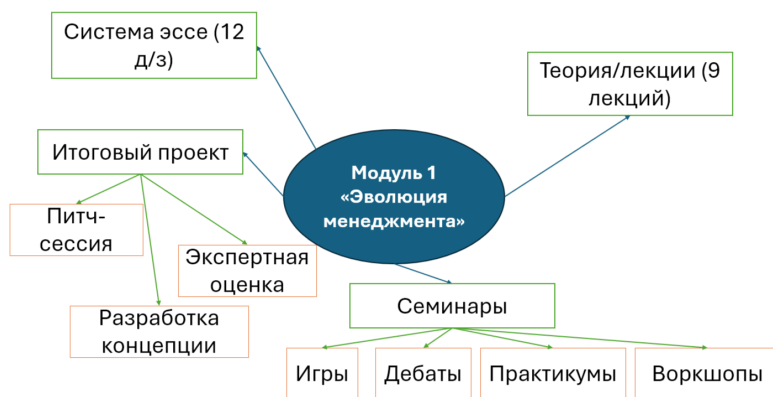 Система эссе (12
д/з)
Теория/лекции (9
лекций)
Итоговый проект
Модуль 1
«Эволюция
менеджмента»
Питч-
сессия
Экспертная
оценка
Разработка
концепции
Семинары
Игры
Дебаты
Практикумы
Воркшопы